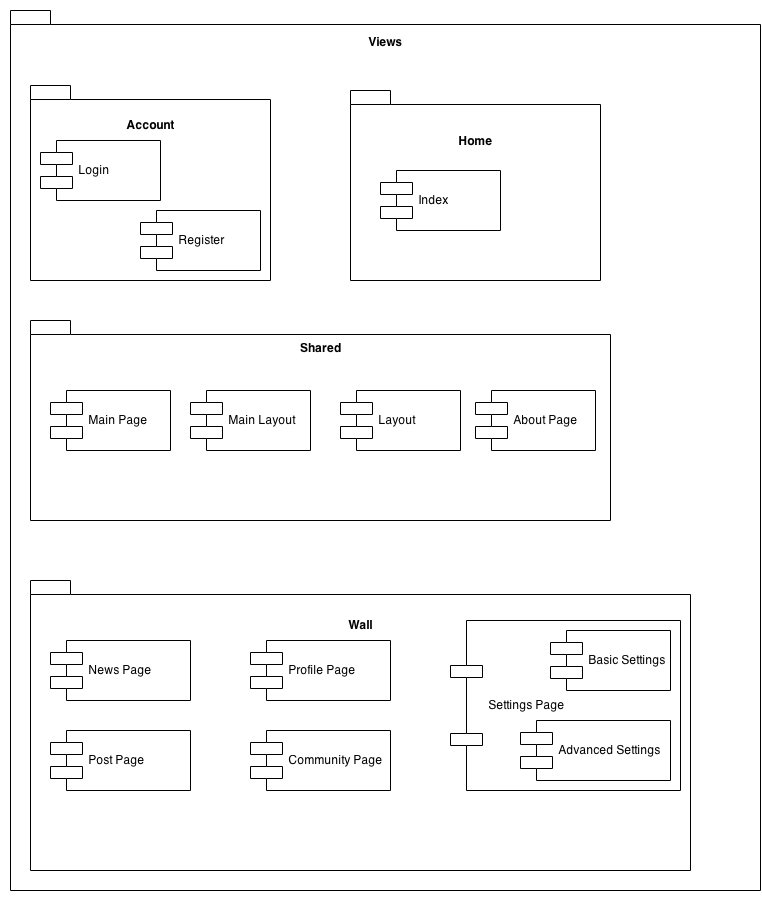 Views
Account
Login
Register
Home
Index
Shared
Main Page
Main Layout
Layout
About Page
Wall
News Page
Profile Page
Post Page
Community Page
Settings Page
Basic Settings
Advanced Settings